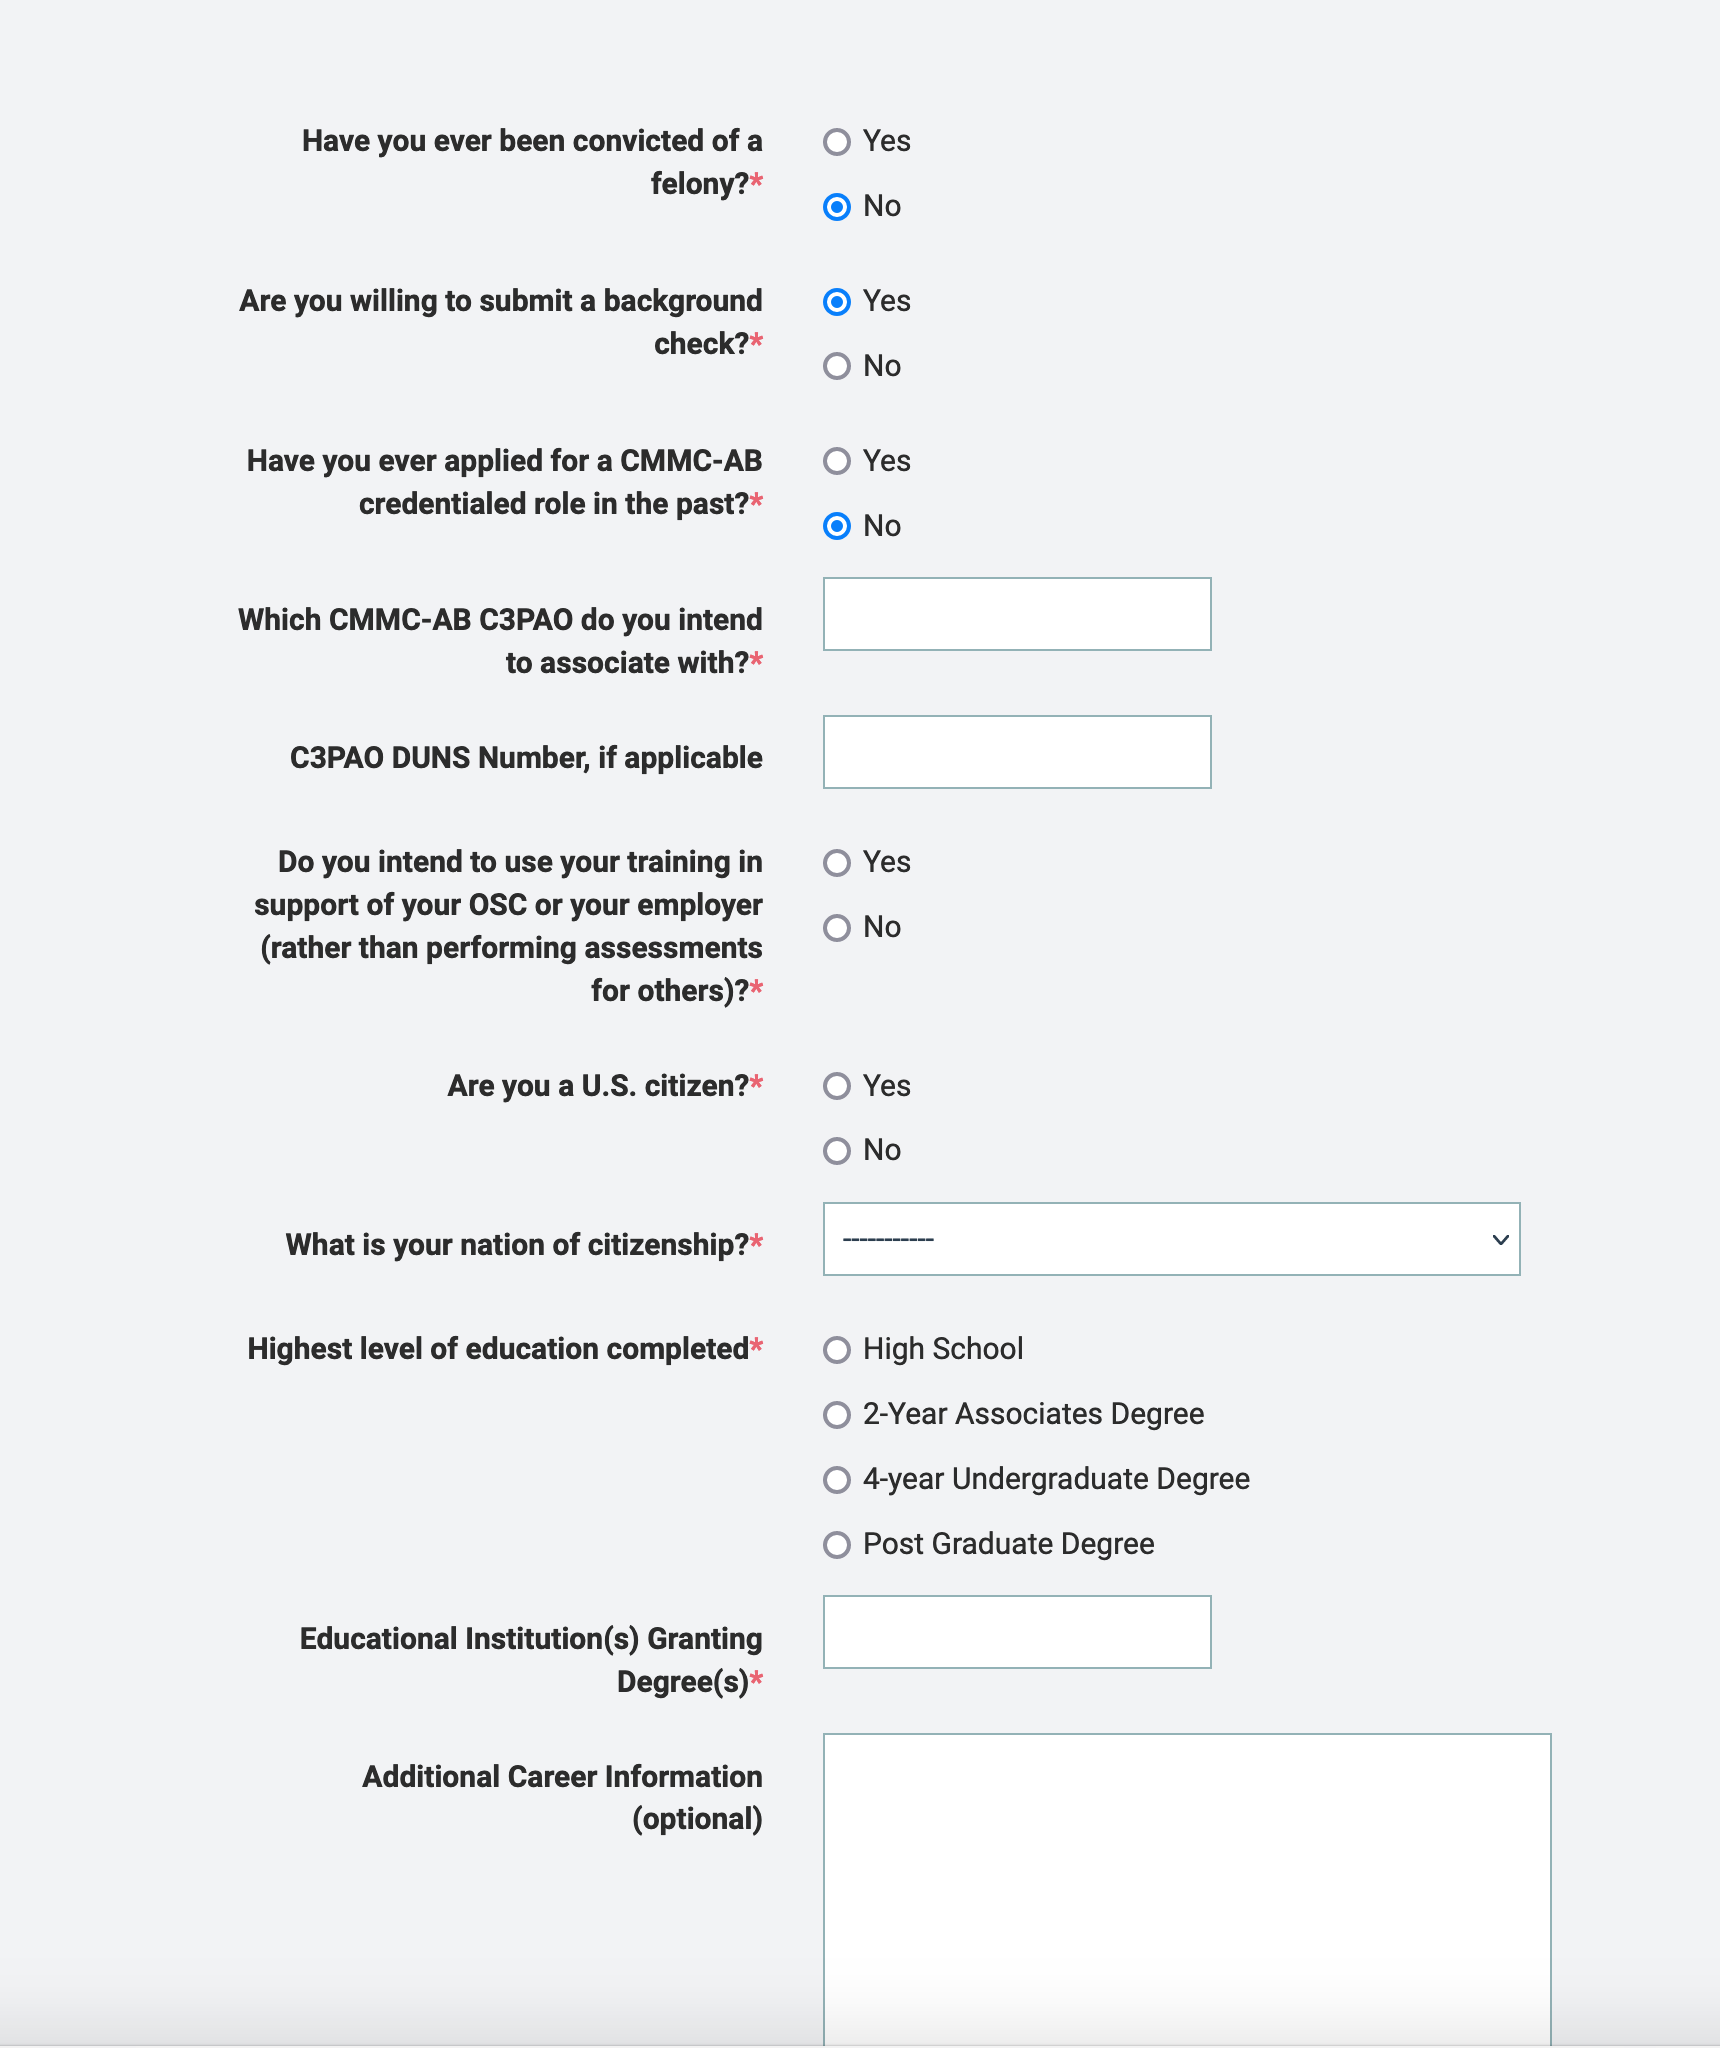 Have you ever been convicted of a
felony?*
Yes
No
Are you willing to submit a background
check?*
Yes
No
Have you ever applied for a CMMC-AB
credentialed role in the past?*
Yes
No
Which CMMC-AB C3PAO do you intend
to associate with?*
C3PAO DUNS Number, if applicable
Do you intend to use your training in
support of your OSC or your employer
(rather than performing assessments
for others)?*
Yes
No
Are you a U.S. citizen?*
Yes
No
What is your nation of citizenship?*
-----------
Highest level of education completed*
High School
2-Year Associates Degree
4-year Undergraduate Degree
Post Graduate Degree
Educational Institution(s) Granting
Degree(s)*
Additional Career Information
(optional)